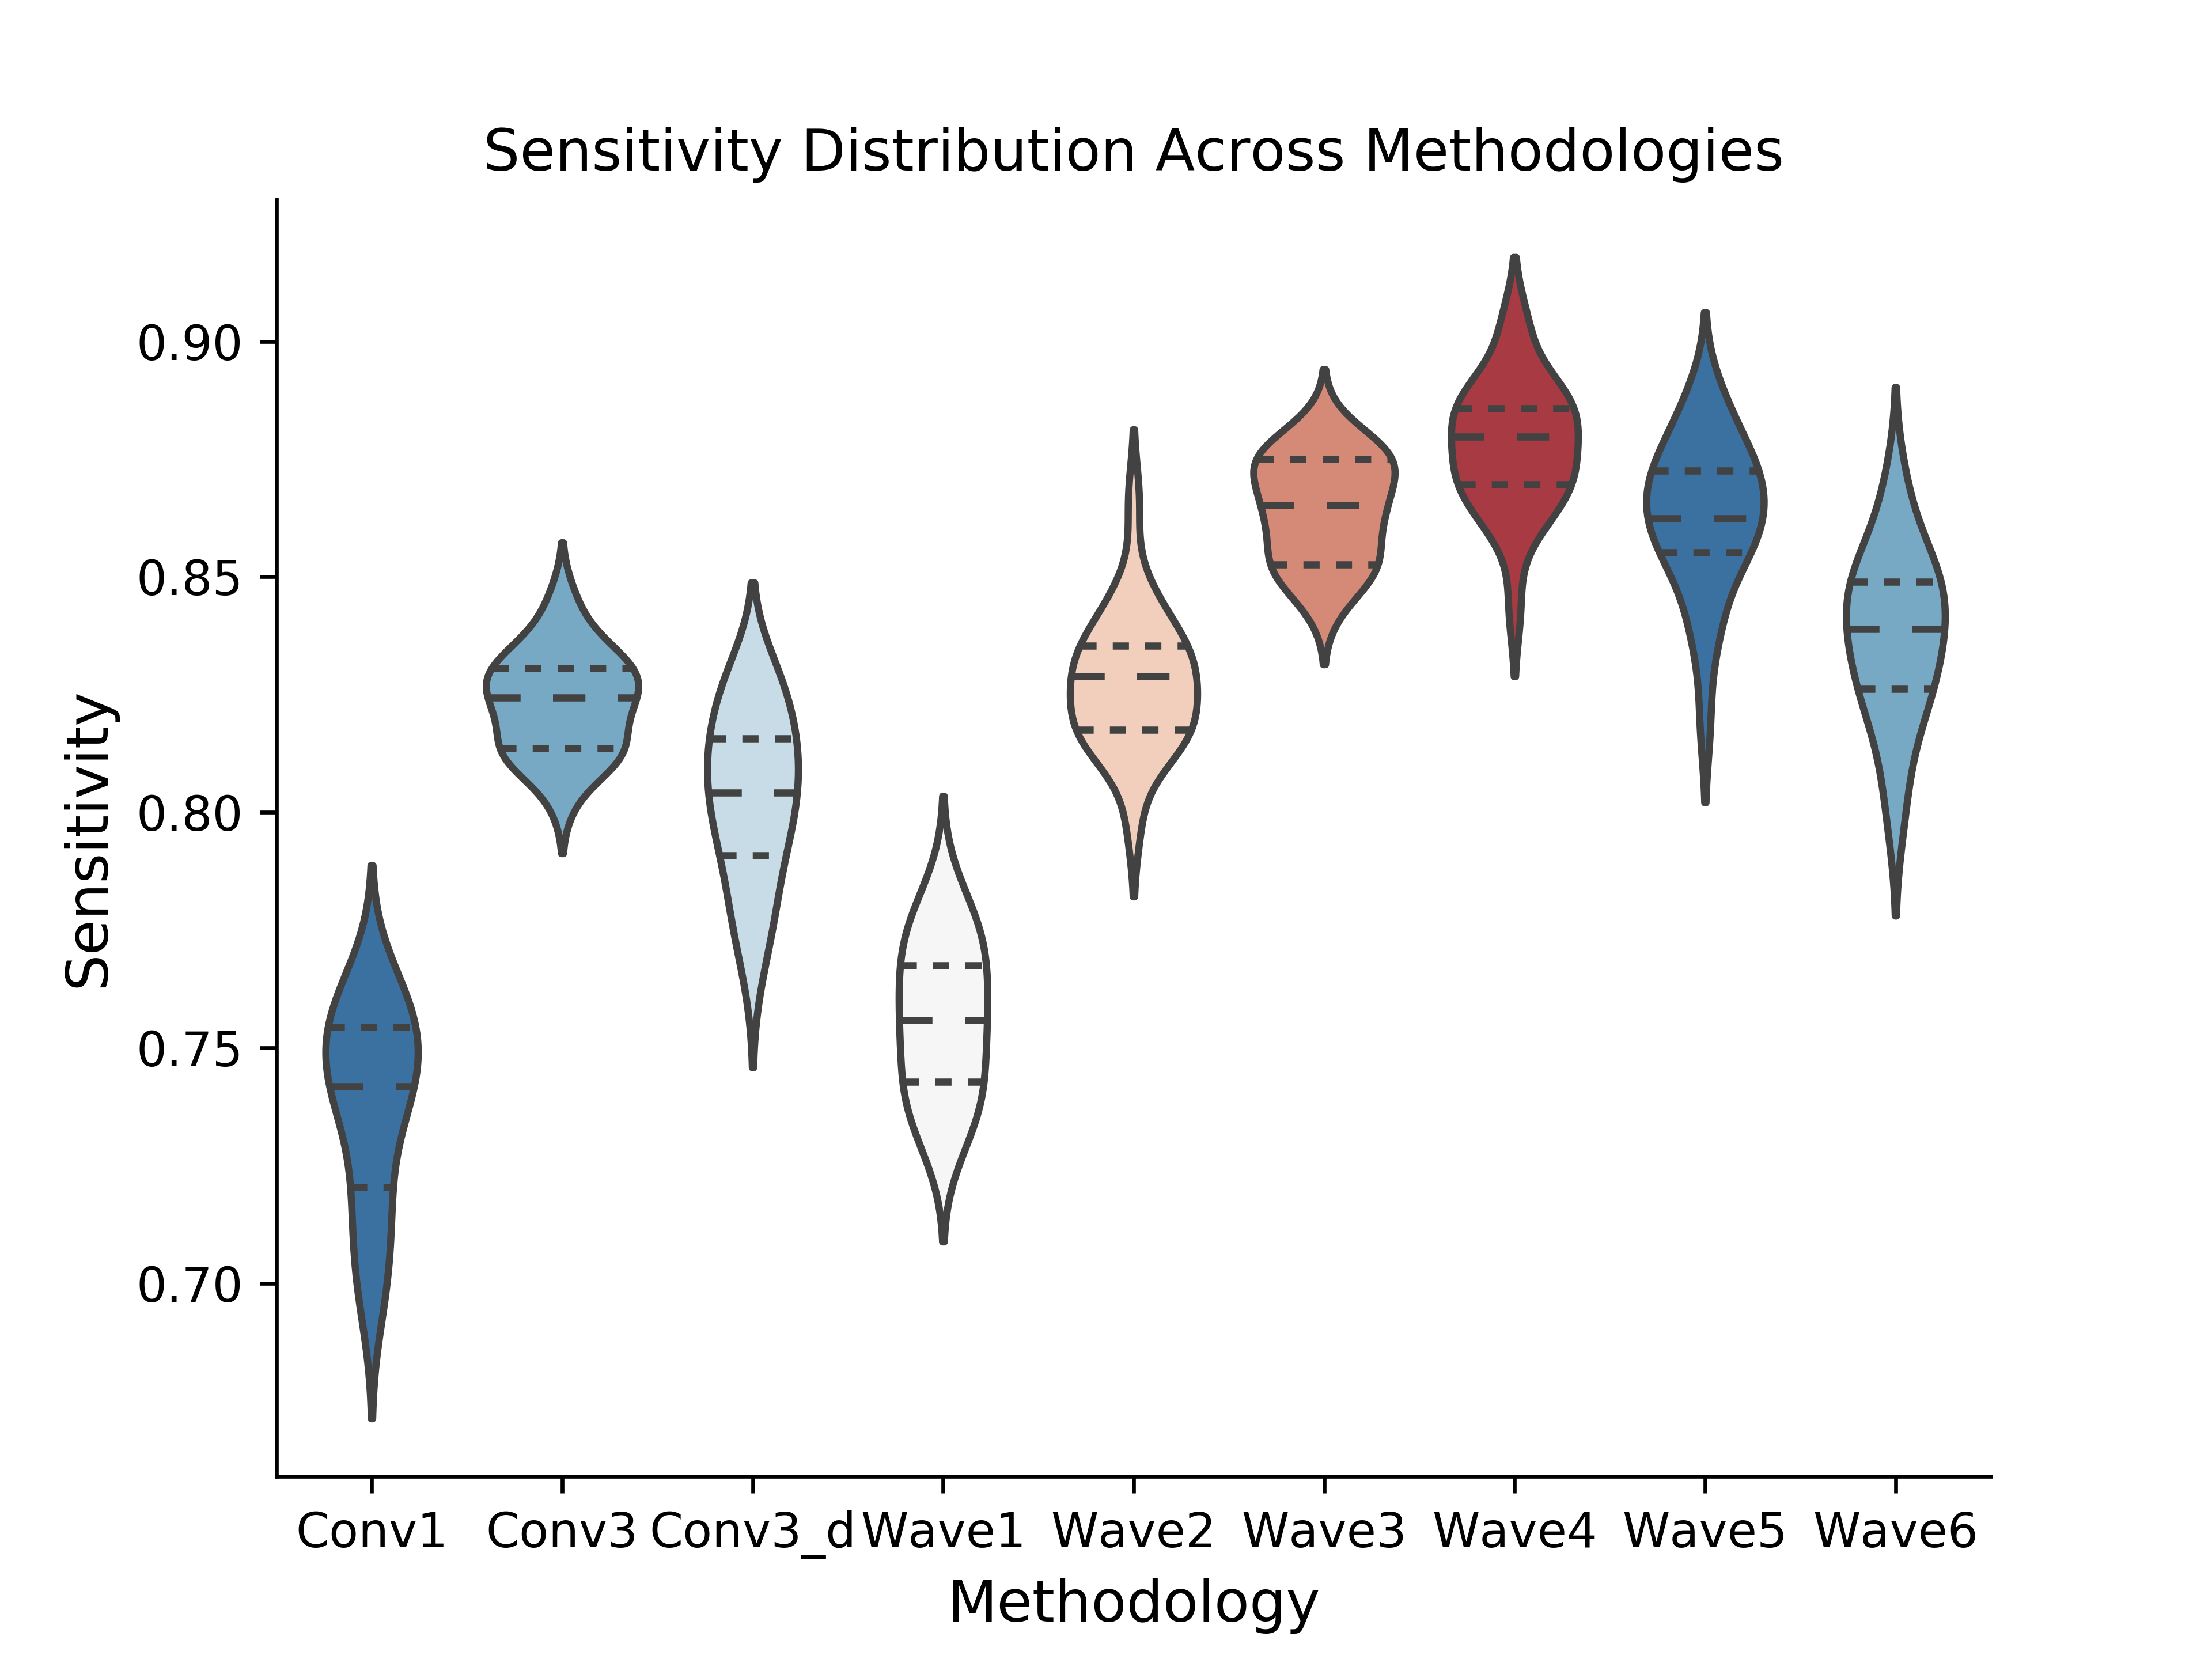 Sensitivity Distribution Across Methodologies
Sensitivity
0.90
0.85
0.80
0.75
0.70
Conv1 Conv3 Conv3_d Wave1 Wave2 Wave3 Wave4 Wave5 Wave6
Methodology